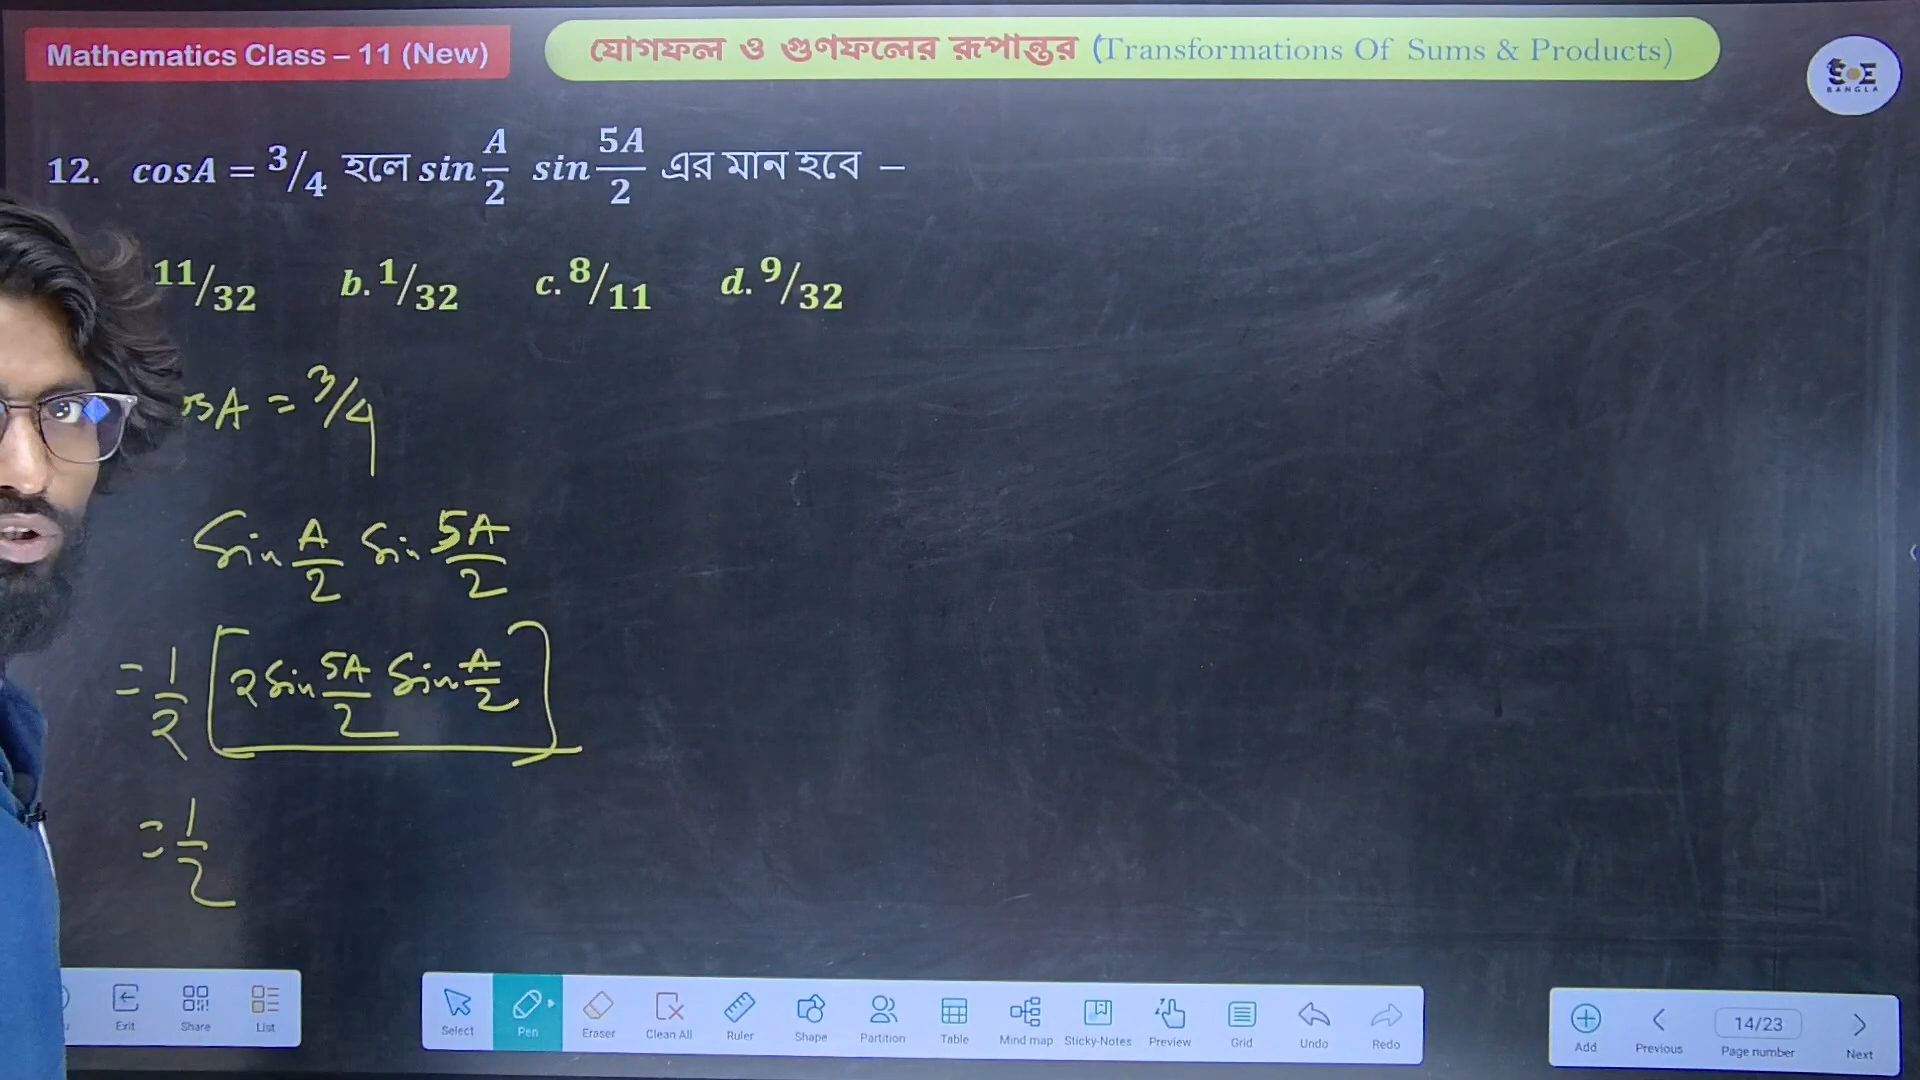 Mathematics Class – 11 (New)
যোগফল ও গুণফলের রূপান্তর (Transformations Of Sums & Products)
SOE
BANGLA
12. cosA = 3/4 হলে sin A/2 sin 5A/2 এর মান হবে –
11/32 b. 1/32 c. 8/11 d. 9/32
osA = 3/4
Sin A/2 Sin 5A/2
= 1/2 [2 Sin 5A/2 Sin A/2]
= 1/2
Exit Share List
Select Pen Eraser Clean All Ruler Shape Partition Table Mind map Sticky-Notes Preview Grid Undo Redo
Add Previous 14/23 Page number Next